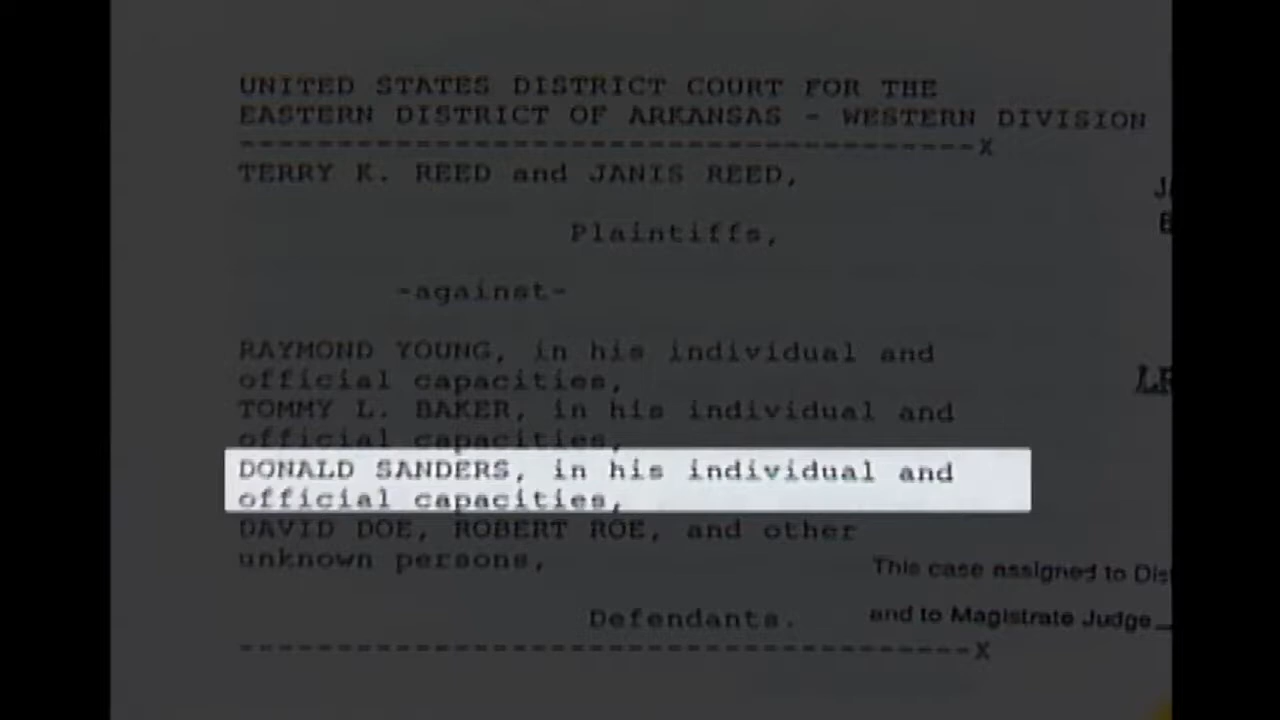 UNITED STATES DISTRICT COURT FOR THE
EASTERN DISTRICT OF ARKANSAS - WESTERN DIVISION
-------------------------------------X
TERRY K. REED and JANIS REED,
Plaintiffs,
-against-
RAYMOND YOUNG, in his individual and
official capacities,
TOMMY L. BAKER, in his individual and
official capacities,
DONALD SANDERS, in his individual and
official capacities,
DAVID DOE, ROBERT ROE, and other
unknown persons,
This case assigned to Dis
and to Magistrate Judge
Defendants.
-------------------------------------X